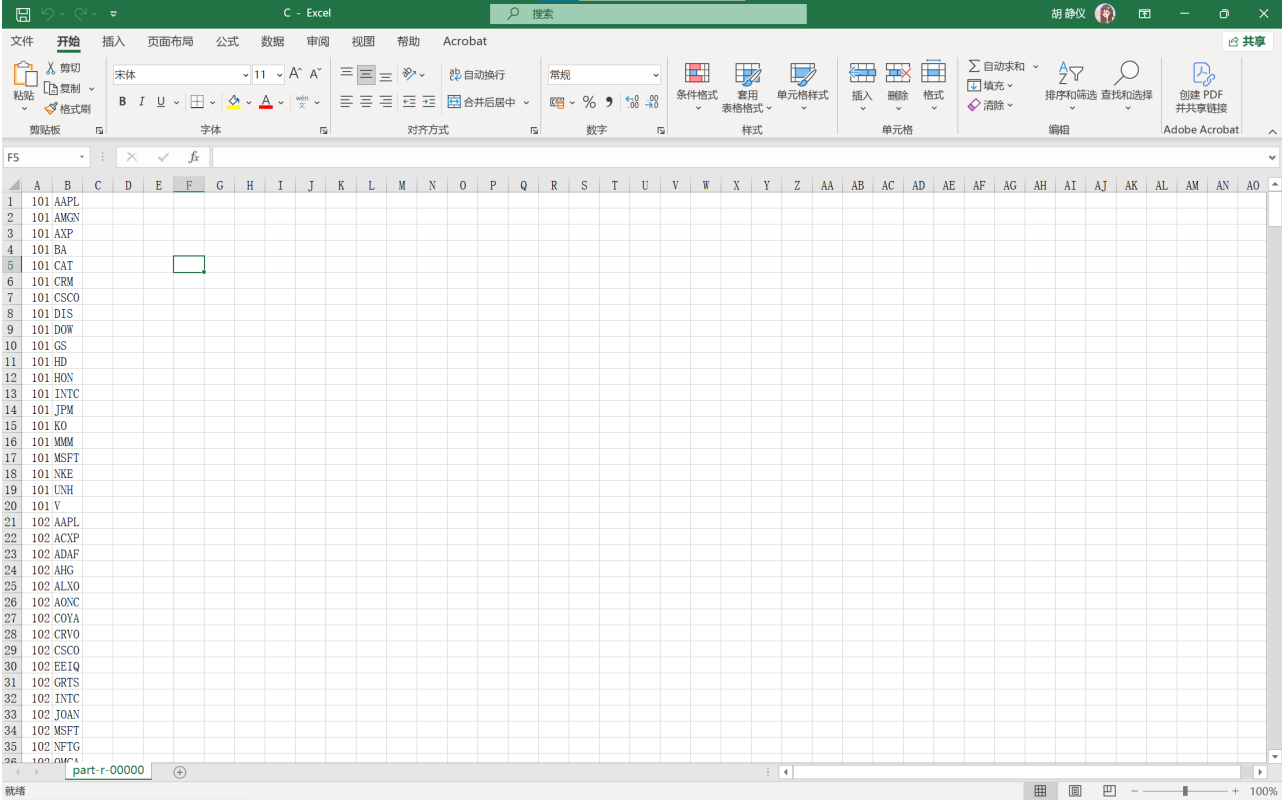 C - Excel
搜索
胡 静仪
文件 开始 插入 页面布局 公式 数据 审阅 视图 帮助 Acrobat 共享
粘贴 剪切 复制 格式刷 剪贴板
宋体 11 A A B I U A wén 文 字体
自动换行 合并后居中 对齐方式
常规 % 数字
条件格式 套用 表格格式 单元格样式 样式
插入 删除 格式 单元格
自动求和 填充 清除 排序和筛选 查找和选择 编辑
创建 PDF 并共享链接 Adobe Acrobat
F5 fx
A B C D E F G H I J K L M N O P Q R S T U V W X Y Z AA AB AC AD AE AF AG AH AI AJ AK AL AM AN AO
1 101 AAPL
2 101 AMGN
3 101 AXP
4 101 BA
5 101 CAT
6 101 CRM
7 101 CSCO
8 101 DIS
9 101 DOW
10 101 GS
11 101 HD
12 101 HON
13 101 INTC
14 101 JPM
15 101 KO
16 101 MMM
17 101 MSFT
18 101 NKE
19 101 UNH
20 101 V
21 102 AAPL
22 102 ACXP
23 102 ADAF
24 102 AHG
25 102 ALXO
26 102 AONC
27 102 COYA
28 102 CRVO
29 102 CSCO
30 102 EEIQ
31 102 GRTS
32 102 INTC
33 102 JOAN
34 102 MSFT
35 102 NFTG
36 102
part-r-00000
就绪 100%